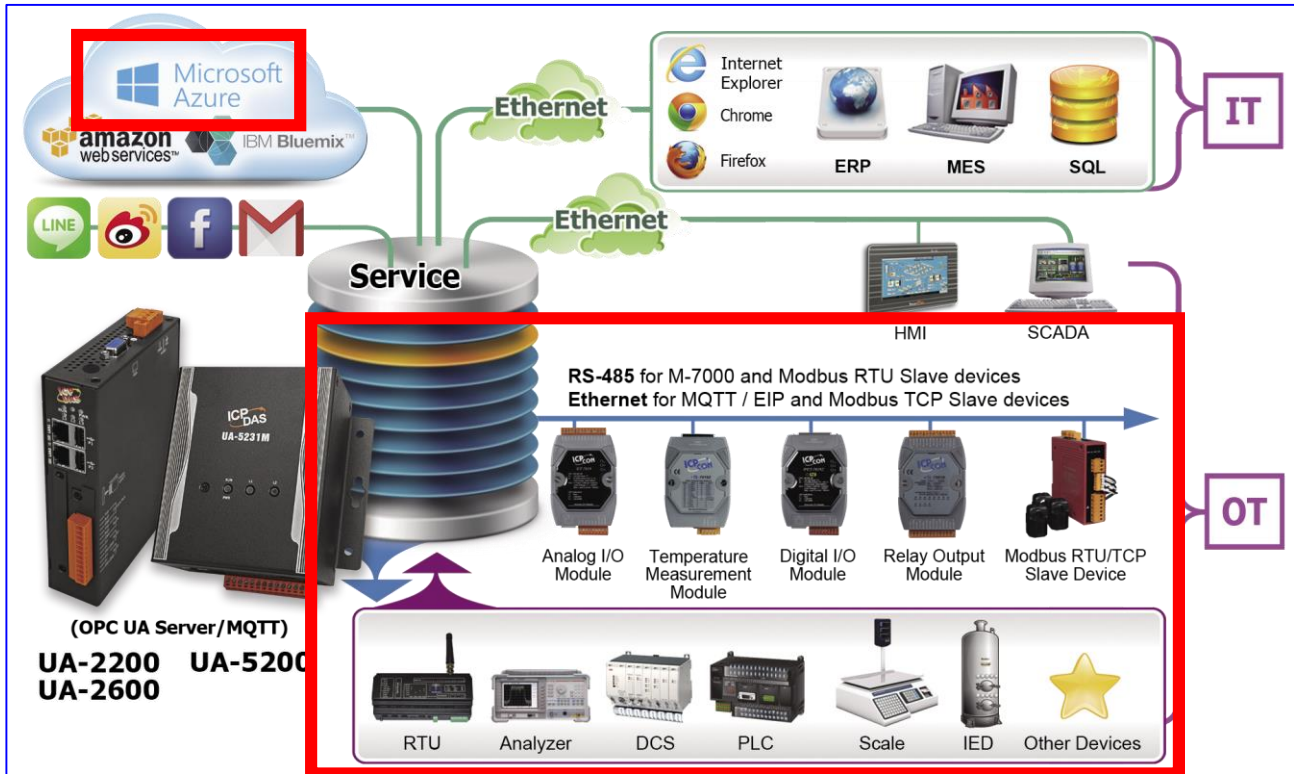 Microsoft
Azure
amazon
webservices™
IBM Bluemix™
LINE
Ethernet
Internet
Explorer
Chrome
Firefox
ERP
MES
SQL
IT
Ethernet
Service
HMI
SCADA
RS-485 for M-7000 and Modbus RTU Slave devices
Ethernet for MQTT / EIP and Modbus TCP Slave devices
ICP DAS
UA-5231M
Analog I/O
Module
Temperature
Measurement
Module
Digital I/O
Module
Relay Output
Module
Modbus RTU/TCP
Slave Device
OT
(OPC UA Server/MQTT)
UA-2200 UA-5200
UA-2600
RTU
Analyzer
DCS
PLC
Scale
IED
Other Devices